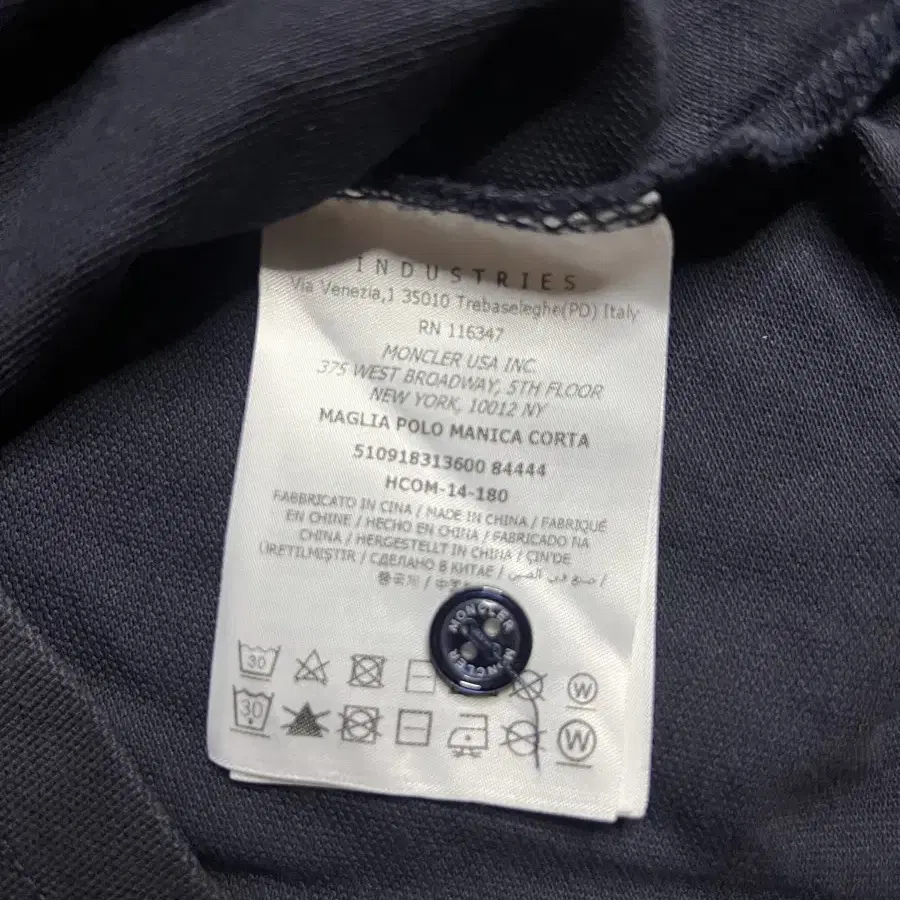 INDUSTRIES
Via Venezia,1 35010 Trebaseleghe(PD) Italy
RN 116347
MONCLER USA INC.
375 WEST BROADWAY, 5TH FLOOR
NEW YORK, 10012 NY
MAGLIA POLO MANICA CORTA
510918313600 84444
HCOM-14-180
FABBRICATO IN CINA / MADE IN CHINA / FABRIQUÉ
EN CHINE / HECHO EN CHINA / FABRICADO NA
CHINA / HERGESTELLT IN CHINA / ÇIN'DE
ÜRETILMIŞTIR / СДЕЛАНО В КИТАЕ / صنع في الصين /
MONCLER
MONCLER
30
W
30
W